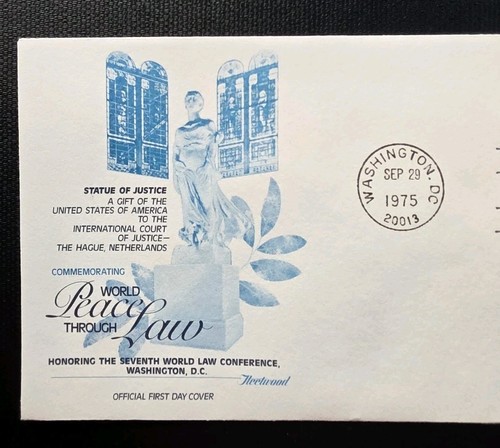 STATUE OF JUSTICE
A GIFT OF THE
UNITED STATES OF AMERICA
TO THE
INTERNATIONAL COURT
OF JUSTICE—
THE HAGUE, NETHERLANDS
COMMEMORATING
WORLD
Peace
THROUGH Law
HONORING THE SEVENTH WORLD LAW CONFERENCE,
WASHINGTON, D.C.
Fleetwood
OFFICIAL FIRST DAY COVER
WASHINGTON, DC
SEP 29
1975
20013